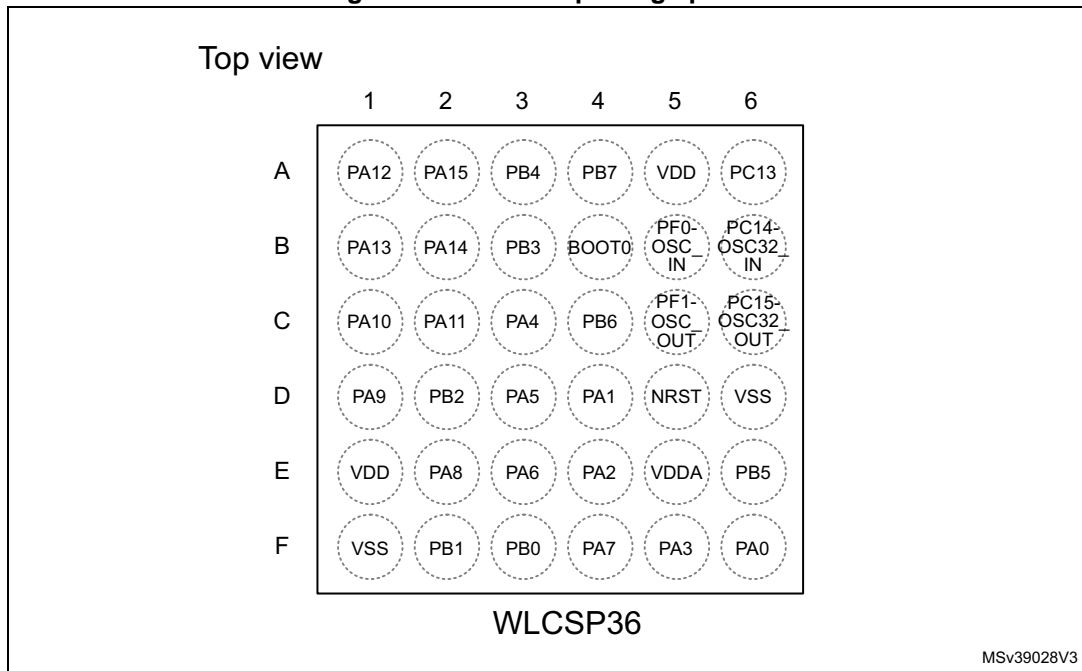 Top view
1 2 3 4 5 6
A PA12 PA15 PB4 PB7 VDD PC13
B PA13 PA14 PB3 BOOT0 PF0-OSC_IN PC14-OSC32_IN
C PA10 PA11 PA4 PB6 PF1-OSC_OUT PC15-OSC32_OUT
D PA9 PB2 PA5 PA1 NRST VSS
E VDD PA8 PA6 PA2 VDDA PB5
F VSS PB1 PB0 PA7 PA3 PA0
WLCSP36
MSv39028V3